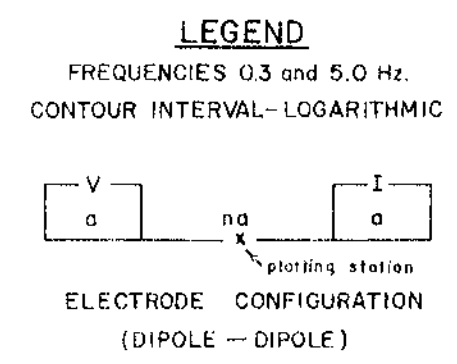 LEGEND
FREQUENCIES 0.3 and 5.0 Hz.
CONTOUR INTERVAL-LOGARITHMIC
V I
a na a
x
plotting station
ELECTRODE CONFIGURATION
(DIPOLE - DIPOLE)